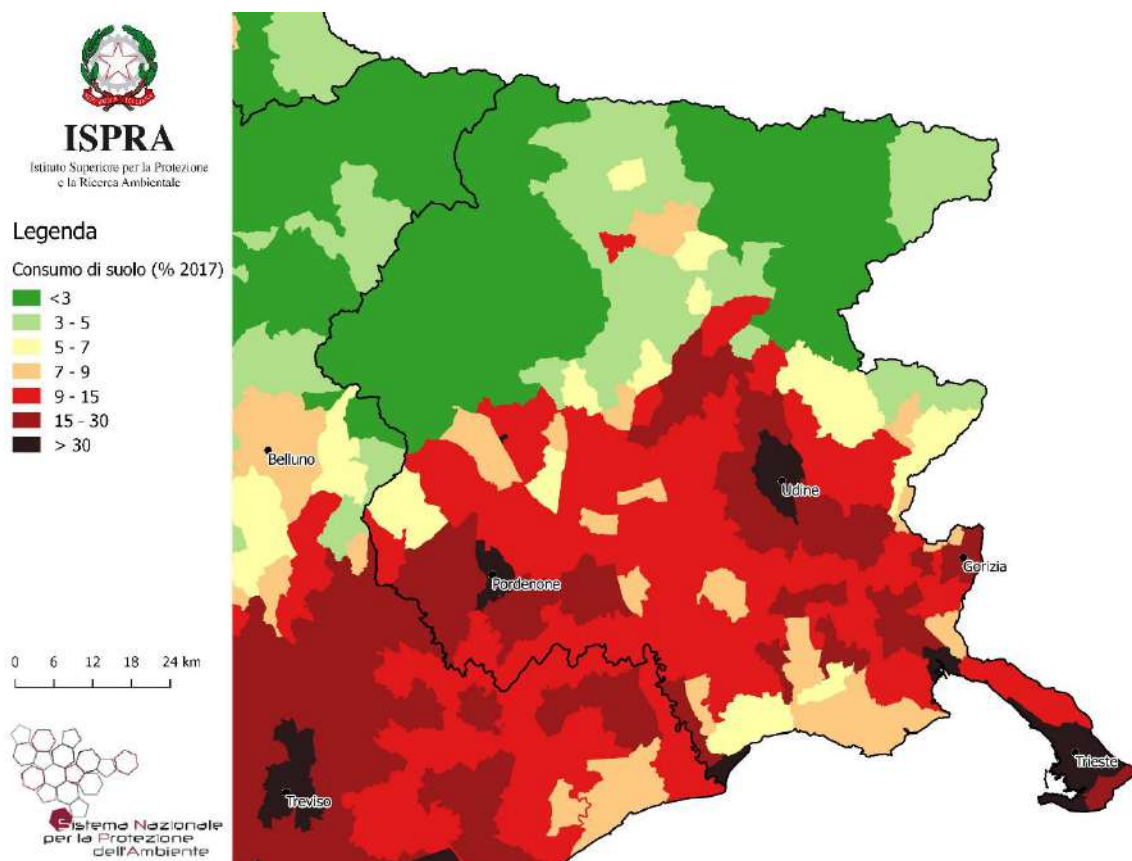 ISPRA
Istituto Superiore per la Protezione
e la Ricerca Ambientale
Legenda
Consumo di suolo (% 2017)
<3
3 - 5
5 - 7
7 - 9
9 - 15
15 - 30
> 30
Belluno
Udine
Pordenone
Gorizia
Trieste
Treviso
0 6 12 18 24 km
Sistema Nazionale
per la Protezione
dell'Ambiente